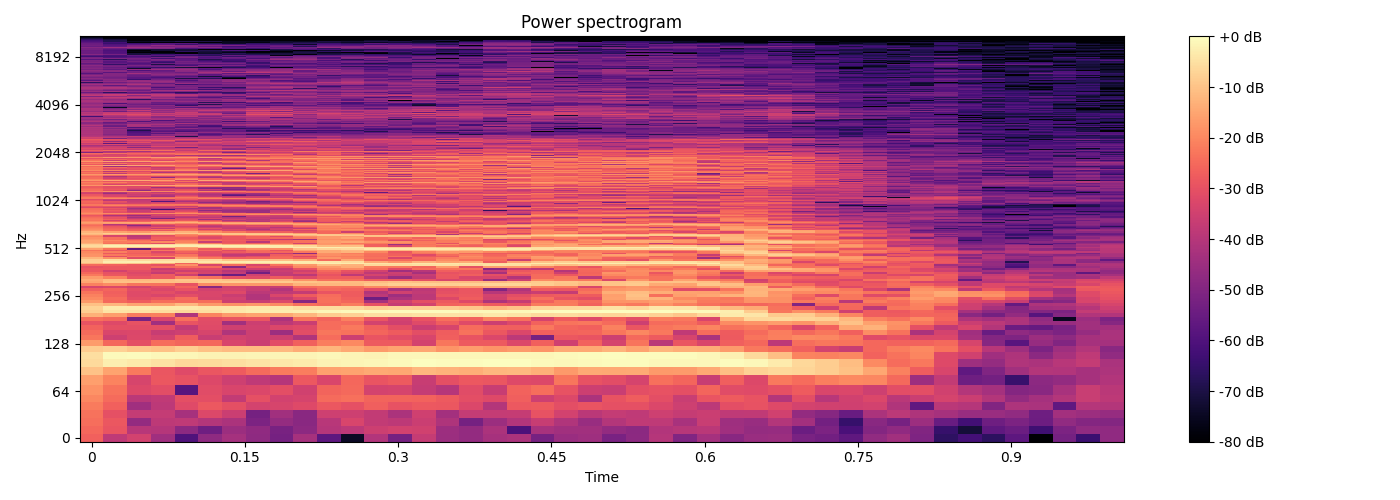 Power spectrogram
Hz
8192
4096
2048
1024
512
256
128
64
0
0 0.15 0.3 0.45 0.6 0.75 0.9
Time
+0 dB
-10 dB
-20 dB
-30 dB
-40 dB
-50 dB
-60 dB
-70 dB
-80 dB